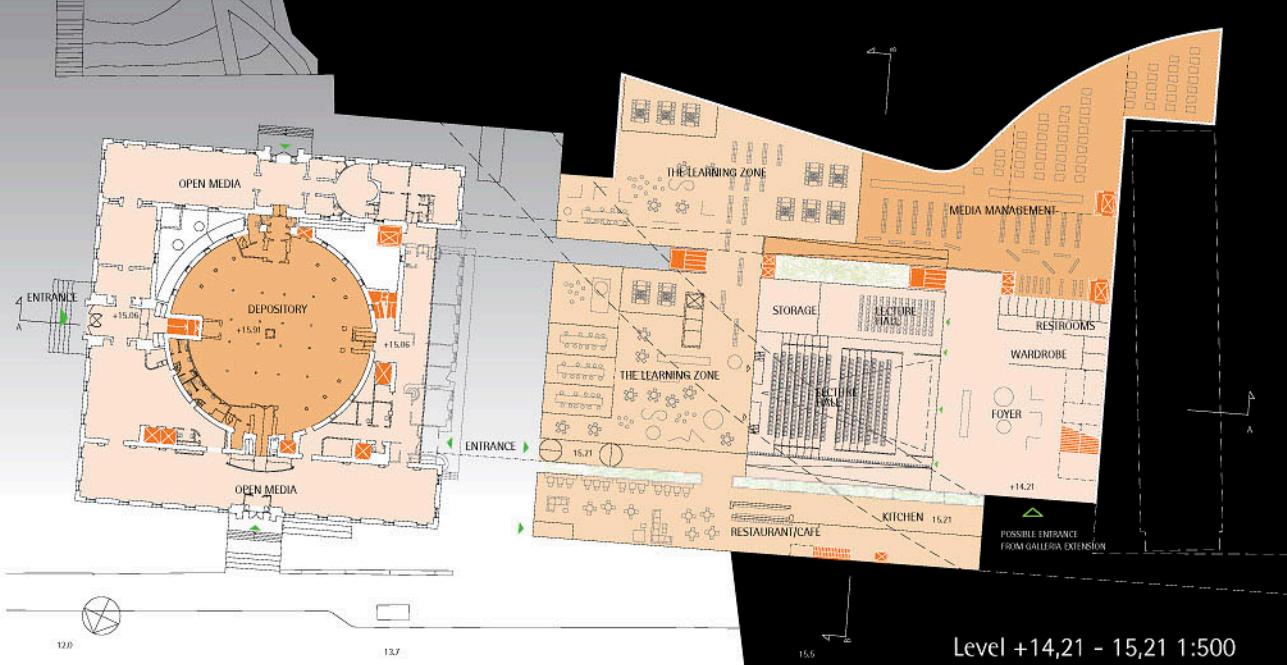 B
THE LEARNING ZONE
OPEN MEDIA
MEDIA MANAGEMENT
ENTRANCE
A
+15.06
DEPOSITORY
+15.91
+15.06
STORAGE
LECTURE
HALL
RESTROOMS
WARDROBE
THE LEARNING ZONE
LECTURE
HALL
FOYER
A
ENTRANCE
15,21
OPEN MEDIA
+14,21
KITCHEN 15,21
RESTAURANT/CAFÉ
POSSIBLE ENTRANCE
FROM GALLERIA EXTENSION
B
12,0
13,7
15,5
Level +14,21 - 15,21 1:500